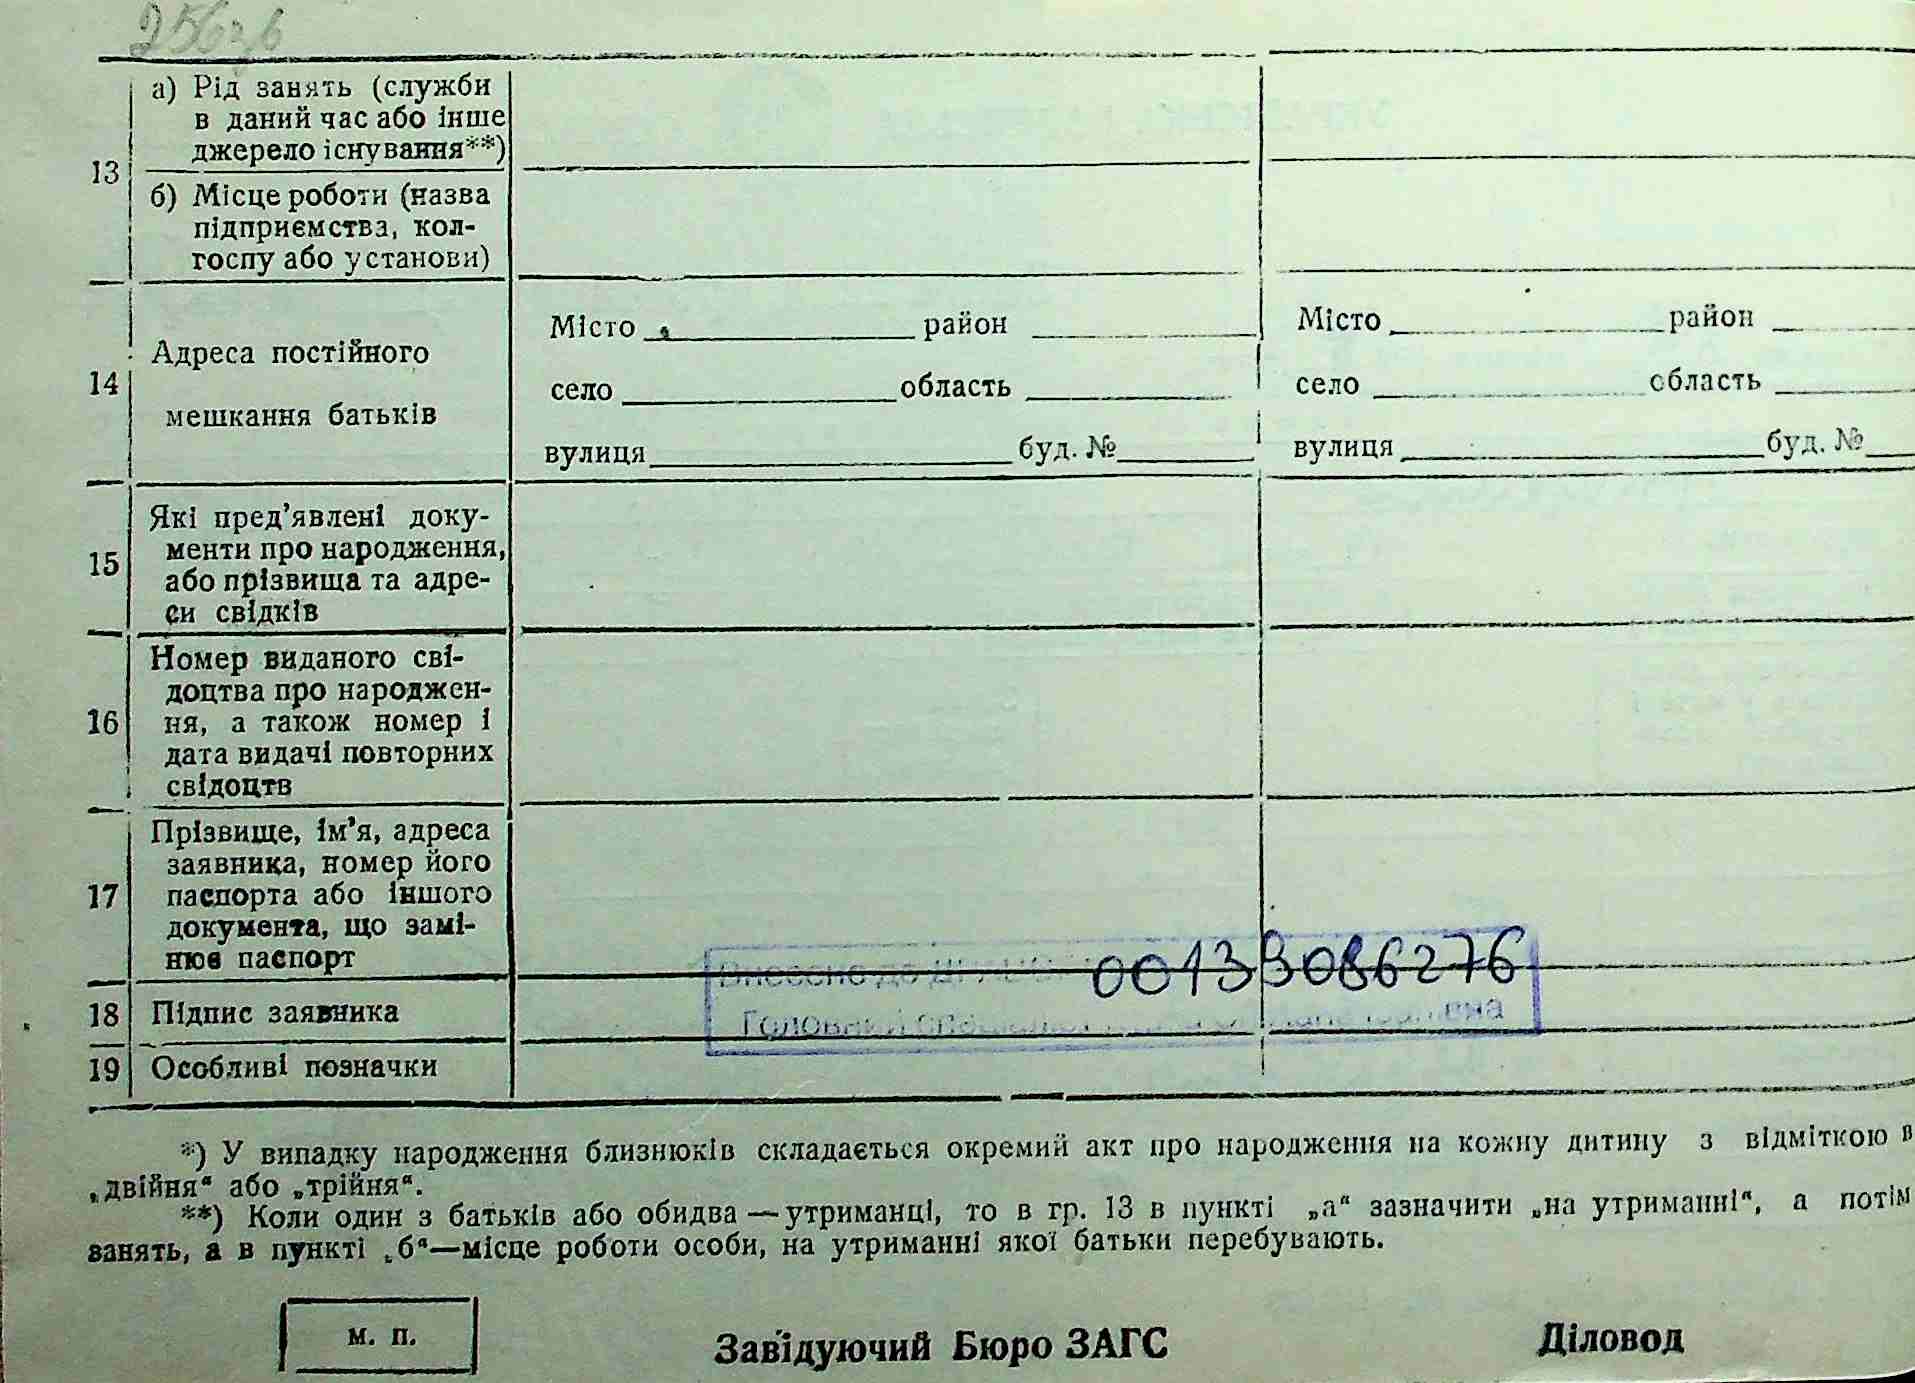 256зв
13
а) Рід занять (служби
в даний час або інше
джерело існування**)
б) Місце роботи (назва
підприємства, кол-
госпу або установи)
14
Адреса постійного
мешкання батьків
Місто район
село область
вулиця буд. №
Місто район
село область
вулиця буд. №
15
Які пред’явлені доку-
менти про народження,
або прізвища та адре-
си свідків
16
Номер виданого сві-
доцтва про народжен-
ня, а також номер і
дата видачі повторних
свідоцтв
17
Прізвище, ім’я, адреса
заявника, номер його
паспорта або іншого
документа, що замі-
нює паспорт
Внесено до 00139086276
Головний
18 Підпис заявника
19 Особливі позначки
*) У випадку народження близнюків складається окремий акт про народження на кожну дитину з відміткою в
„двійня“ або „трійня“.
**) Коли один з батьків або обидва — утриманці, то в гр. 13 в пункті „а“ зазначити „на утриманні“, а потім
занять, а в пункті „б“—місце роботи особи, на утриманні якої батьки перебувають.
м. п.
Завідуючий Бюро ЗАГС
Діловод